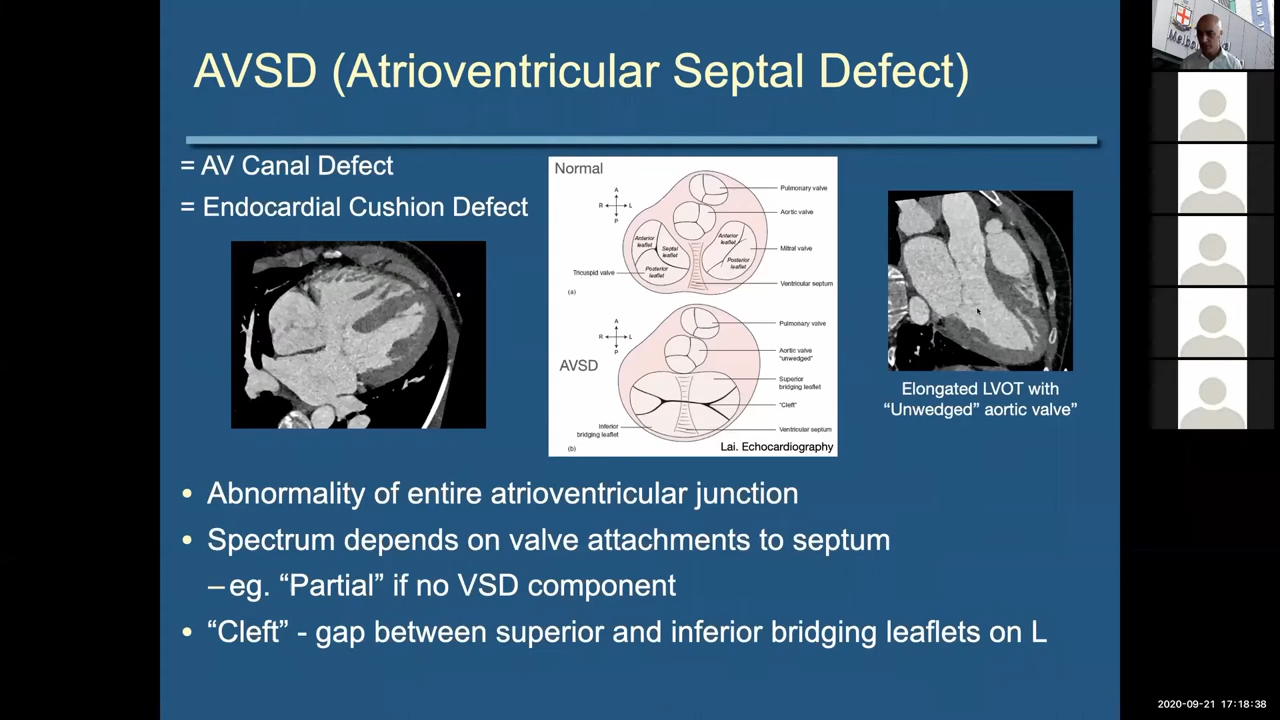 AVSD (Atrioventricular Septal Defect)
= AV Canal Defect
= Endocardial Cushion Defect
Normal
A
R
L
P
Pulmonary valve
Aortic valve
Anterior
leaflet
Septal
leaflet
Anterior
leaflet
Mitral valve
Posterior
leaflet
Posterior
leaflet
Tricuspid valve
Ventricular septum
(a)
A
R
L
P
Pulmonary valve
AVSD
Aortic valve
"unwedged"
Superior
bridging leaflet
"Cleft"
Inferior
bridging leaflet
Ventricular septum
(b)
Lai. Echocardiography
Elongated LVOT with
“Unwedged” aortic valve”
• Abnormality of entire atrioventricular junction
• Spectrum depends on valve attachments to septum
– eg. “Partial” if no VSD component
• “Cleft” - gap between superior and inferior bridging leaflets on L
2020-09-21 17:18:38